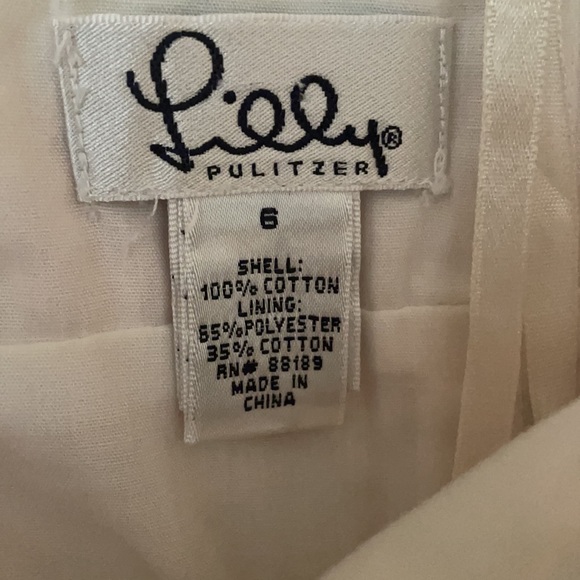 Lilly®
PULITZER
6
SHELL:
100% COTTON
LINING:
65% POLYESTER
35% COTTON
RN# 88189
MADE IN
CHINA